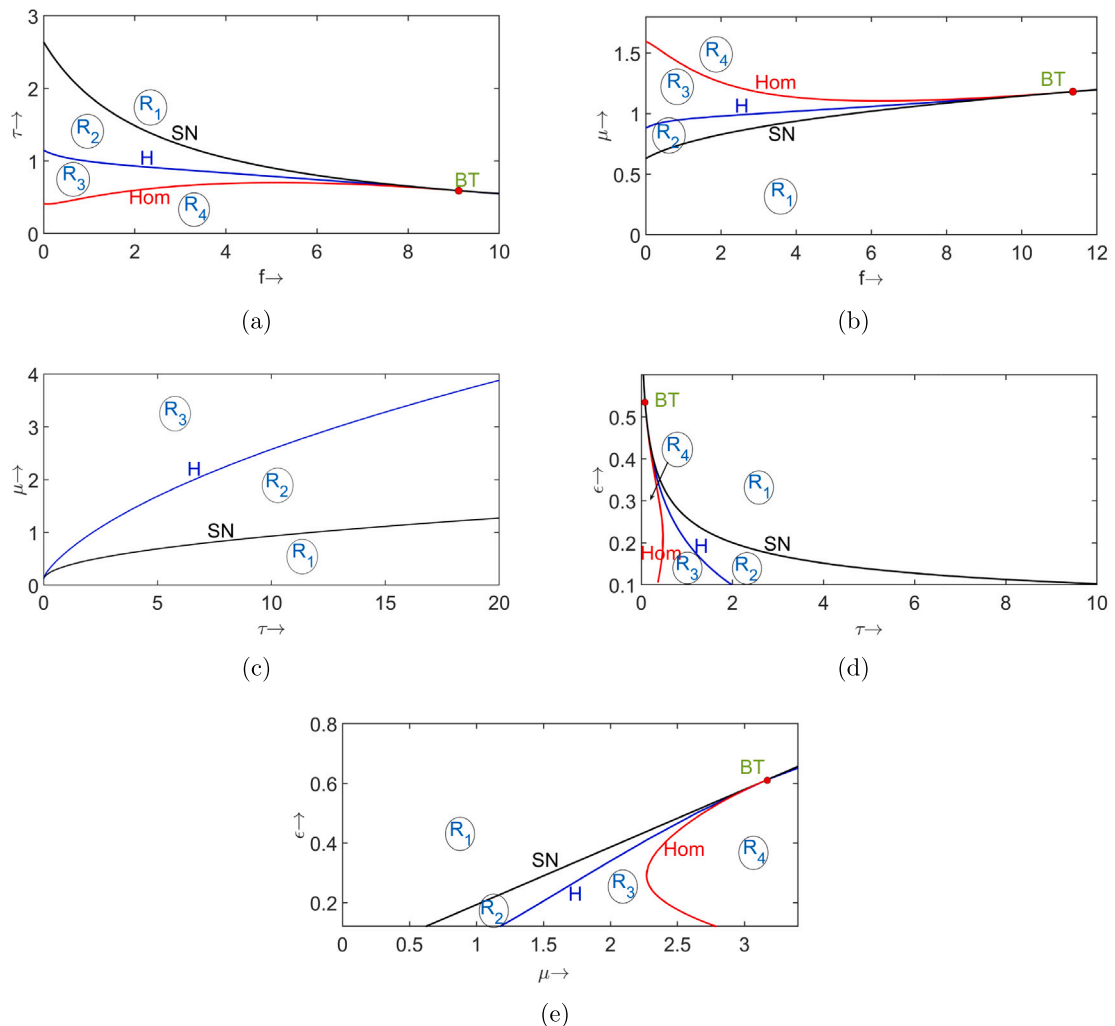 3
2
1
0
τ→
R1
R2
R3
R4
SN
H
Hom
BT
0 2 4 6 8 10
f→
(a)
1.5
1
0.5
0
μ→
R4
R3
R2
R1
Hom
H
SN
BT
0 2 4 6 8 10 12
f→
(b)
4
3
2
1
0
μ→
R3
H
R2
SN
R1
0 5 10 15 20
τ→
(c)
0.5
0.4
0.3
0.2
0.1
ϵ→
BT
R4
R1
Hom
H
SN
R3
R2
0 2 4 6 8 10
τ→
(d)
0.8
0.6
0.4
0.2
ϵ→
BT
R1
SN
Hom
R4
H
R3
R2
0 0.5 1 1.5 2 2.5 3
μ→
(e)